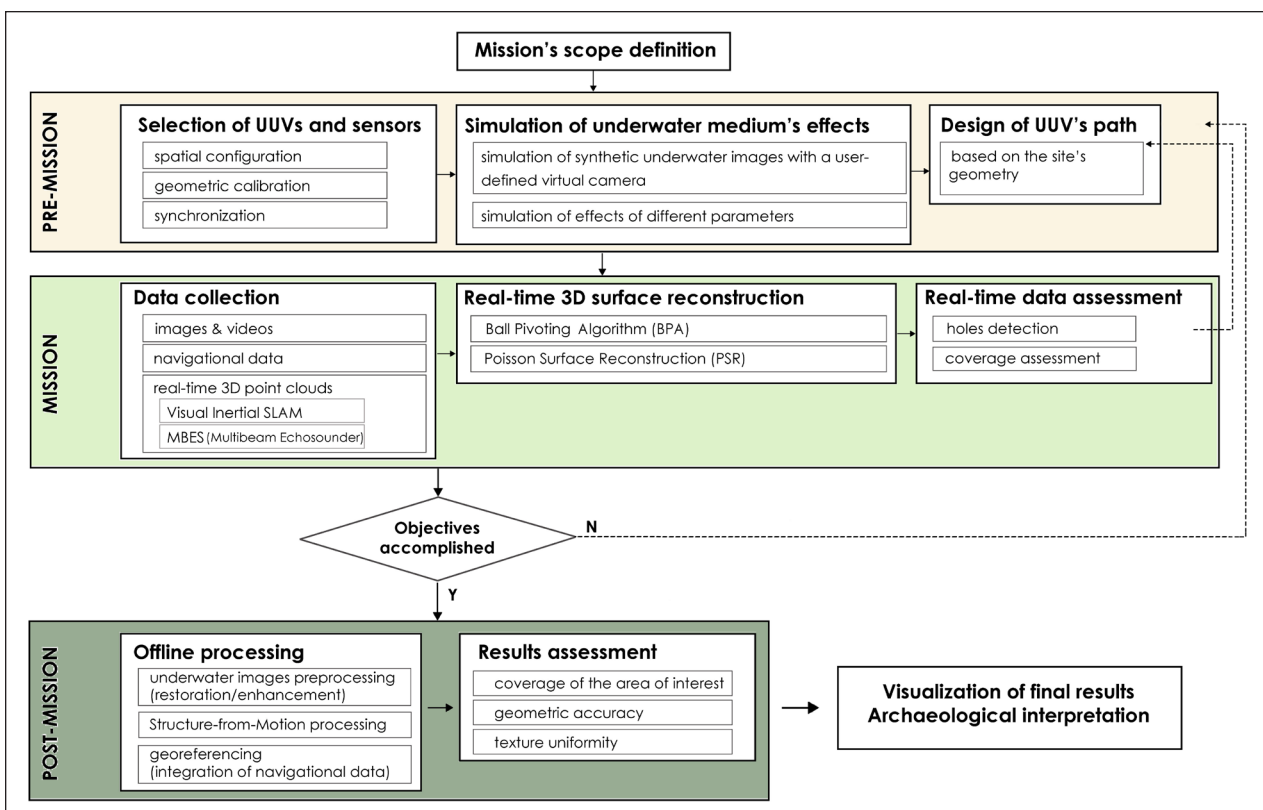 Mission's scope definition
PRE-MISSION
Selection of UUVs and sensors
spatial configuration
geometric calibration
synchronization
Simulation of underwater medium's effects
simulation of synthetic underwater images with a user-
defined virtual camera
simulation of effects of different parameters
Design of UUV's path
based on the site's
geometry
MISSION
Data collection
images & videos
navigational data
real-time 3D point clouds
Visual Inertial SLAM
MBES (Multibeam Echosounder)
Real-time 3D surface reconstruction
Ball Pivoting Algorithm (BPA)
Poisson Surface Reconstruction (PSR)
Real-time data assessment
holes detection
coverage assessment
Objectives
accomplished
N
Y
POST-MISSION
Offline processing
underwater images preprocessing
(restoration/enhancement)
Structure-from-Motion processing
georeferencing
(integration of navigational data)
Results assessment
coverage of the area of interest
geometric accuracy
texture uniformity
Visualization of final results
Archaeological interpretation